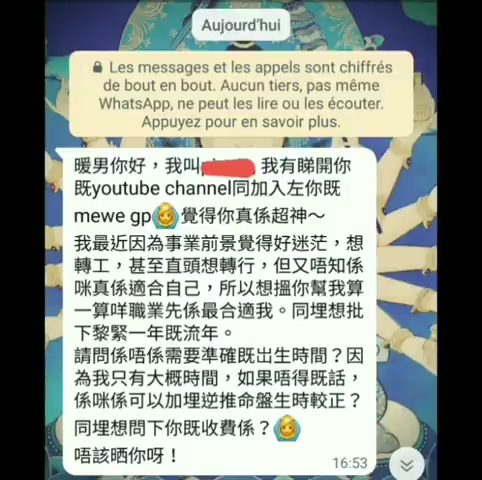 Aujourd'hui
Les messages et les appels sont chiffrés
de bout en bout. Aucun tiers, pas même
WhatsApp, ne peut les lire ou les écouter.
Appuyez pour en savoir plus.
暖男你好，我叫 我有睇開你
既youtube channel同加入左你既
mewe gp 覺得你真係超神～
我最近因為事業前景覺得好迷茫，想
轉工，甚至直頭想轉行，但又唔知係
咪真係適合自己，所以想搵你幫我算
一算咩職業先係最合適我。同埋想批
下黎緊一年既流年。
請問係唔係需要準確既出生時間？因
為我只有大概時間，如果唔得既話，
係咪係可以加埋逆推命盤生時較正？
同埋想問下你既收費係？
唔該晒你呀！
16:53